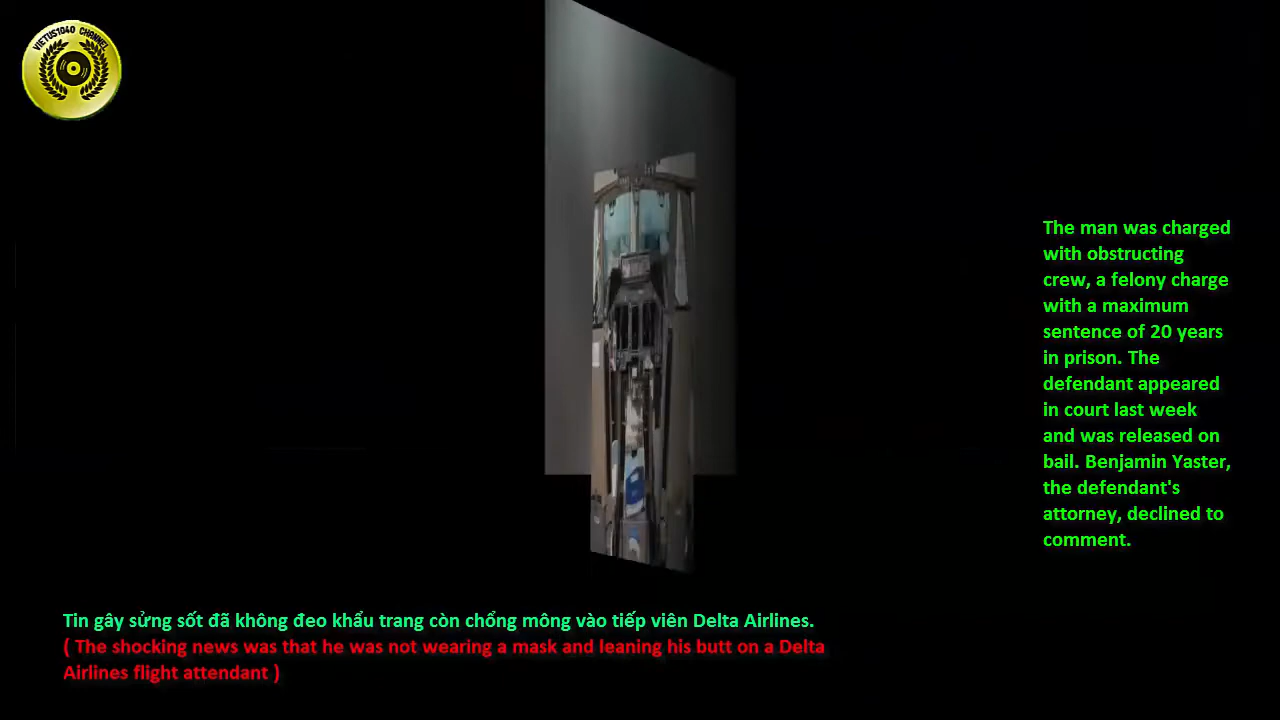 VIETUS1040 CHANNEL
The man was charged
with obstructing
crew, a felony charge
with a maximum
sentence of 20 years
in prison. The
defendant appeared
in court last week
and was released on
bail. Benjamin Yaster,
the defendant's
attorney, declined to
comment.
Tin gây sửng sốt đã không đeo khẩu trang còn chổng mông vào tiếp viên Delta Airlines.
( The shocking news was that he was not wearing a mask and leaning his butt on a Delta
Airlines flight attendant )